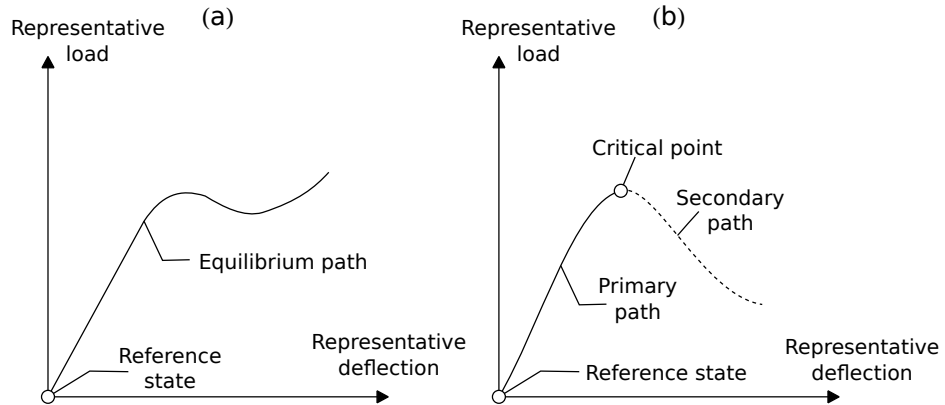 (a)
Representative
load
Equilibrium path
Reference
state
Representative
deflection
(b)
Representative
load
Critical point
Secondary
path
Primary
path
Reference state
Representative
deflection